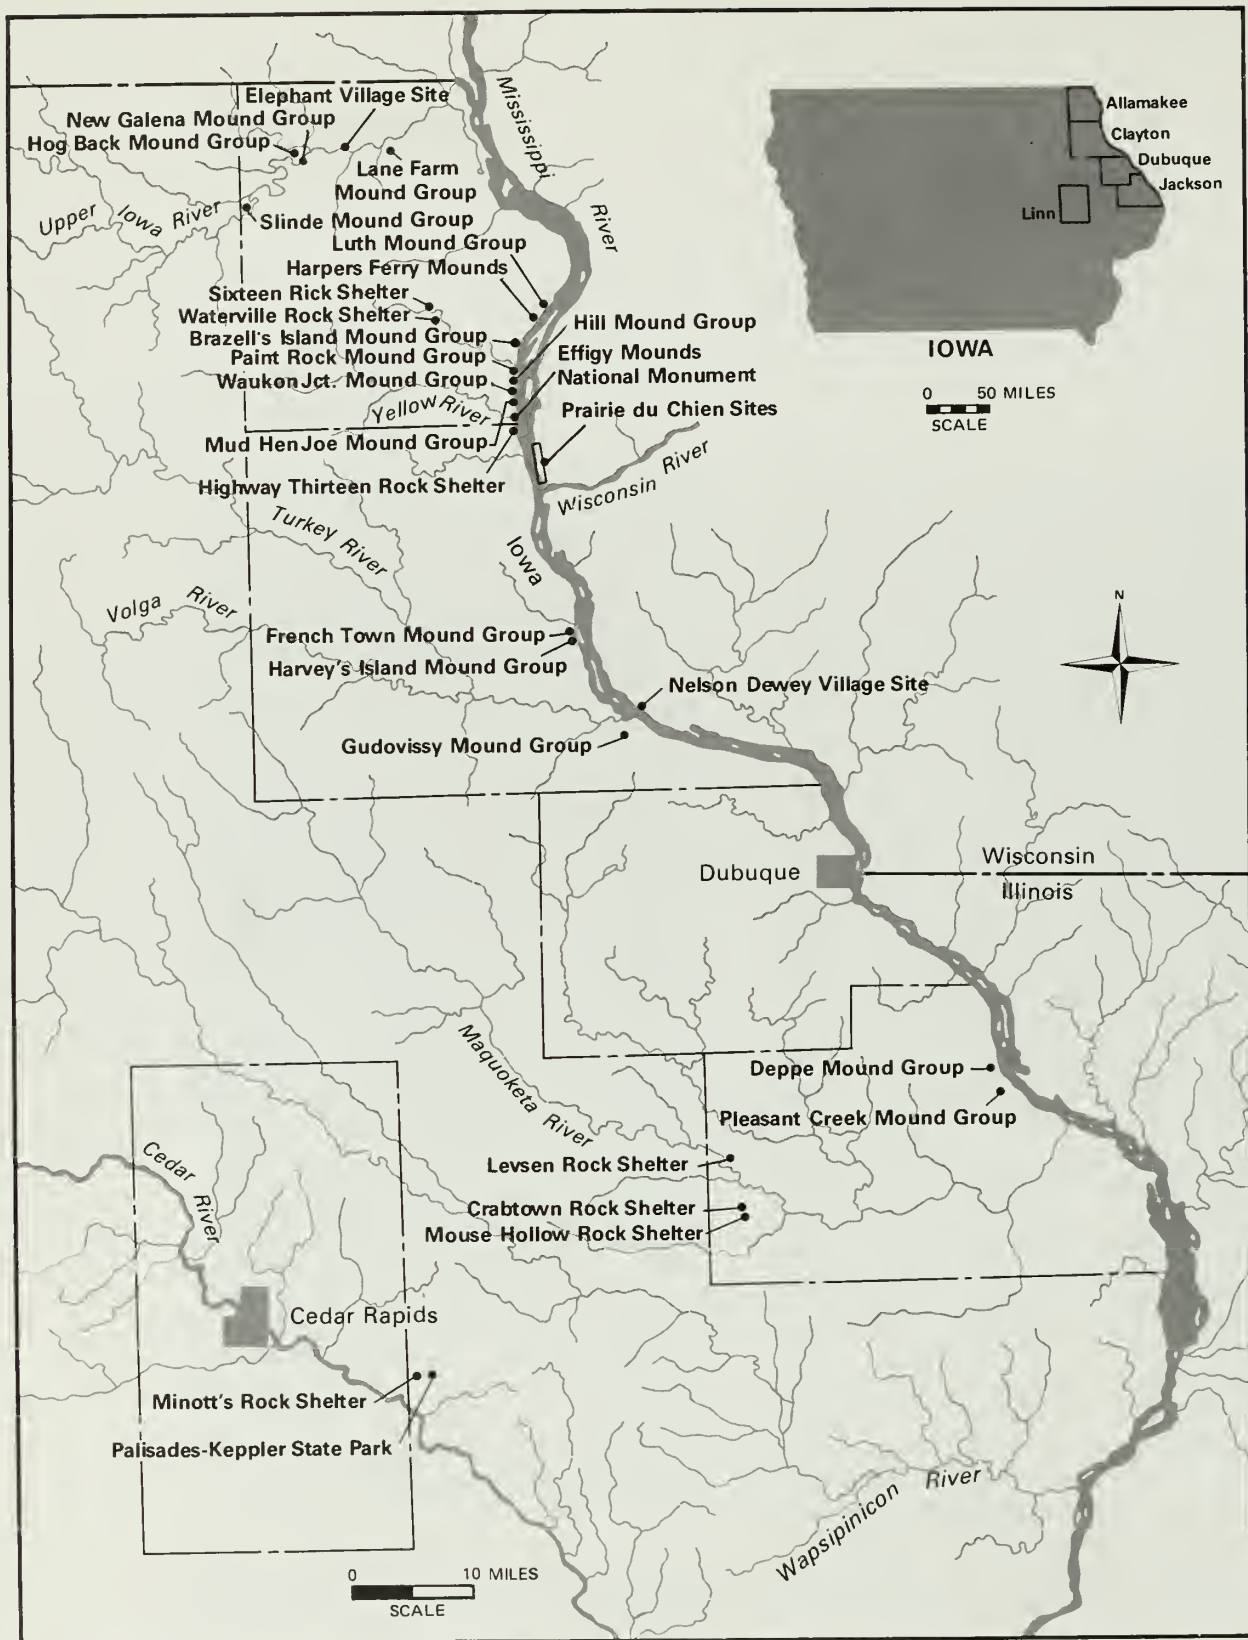 Elephant Village Site
New Galena Mound Group
Hog Back Mound Group
Lane Farm
Mound Group
Upper Iowa River
Slinde Mound Group
Luth Mound Group
Harpers Ferry Mounds
Sixteen Rick Shelter
Waterville Rock Shelter
Brazell's Island Mound Group
Paint Rock Mound Group
Waukon Jct. Mound Group
Yellow River
Mud Hen Joe Mound Group
Highway Thirteen Rock Shelter
Mississippi River
Hill Mound Group
Effigy Mounds
National Monument
Prairie du Chien Sites
Wisconsin River
Allamakee
Clayton
Dubuque
Jackson
Linn
IOWA
0 50 MILES
SCALE
Turkey River
Iowa
Volga River
French Town Mound Group
Harvey's Island Mound Group
Nelson Dewey Village Site
Gudovissy Mound Group
N
Dubuque
Wisconsin
Illinois
Maquoketa River
Deppe Mound Group
Pleasant Creek Mound Group
Levsen Rock Shelter
Crabtown Rock Shelter
Mouse Hollow Rock Shelter
Cedar River
Cedar Rapids
Minott's Rock Shelter
Palisades-Keppler State Park
Wapsipinicon River
0 10 MILES
SCALE